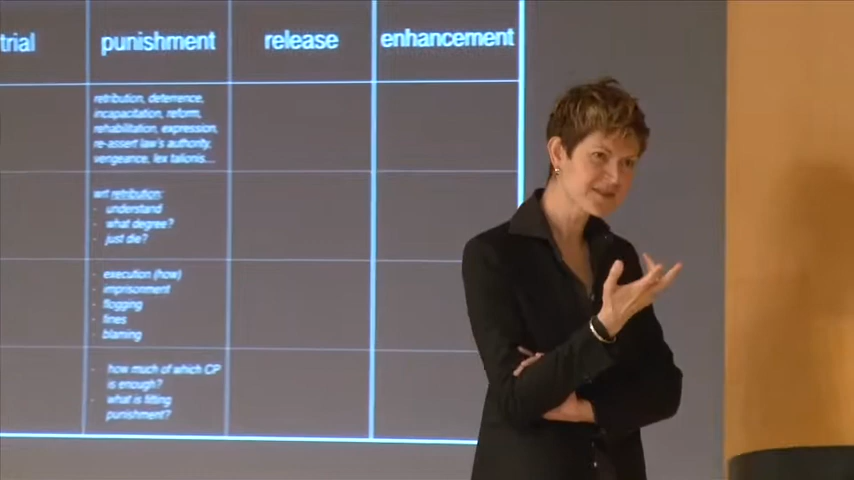 trial
punishment
release
enhancement
retribution, deterrence,
incapacitation, reform,
rehabilitation, expression,
re-assert law's authority,
vengeance, lex talionis...
wrt retribution:
- understand
- what degree?
- just die?
execution (how)
- imprisonment
- flogging
- fines
- blaming
- how much of which CP
is enough?
- what is fitting
punishment?